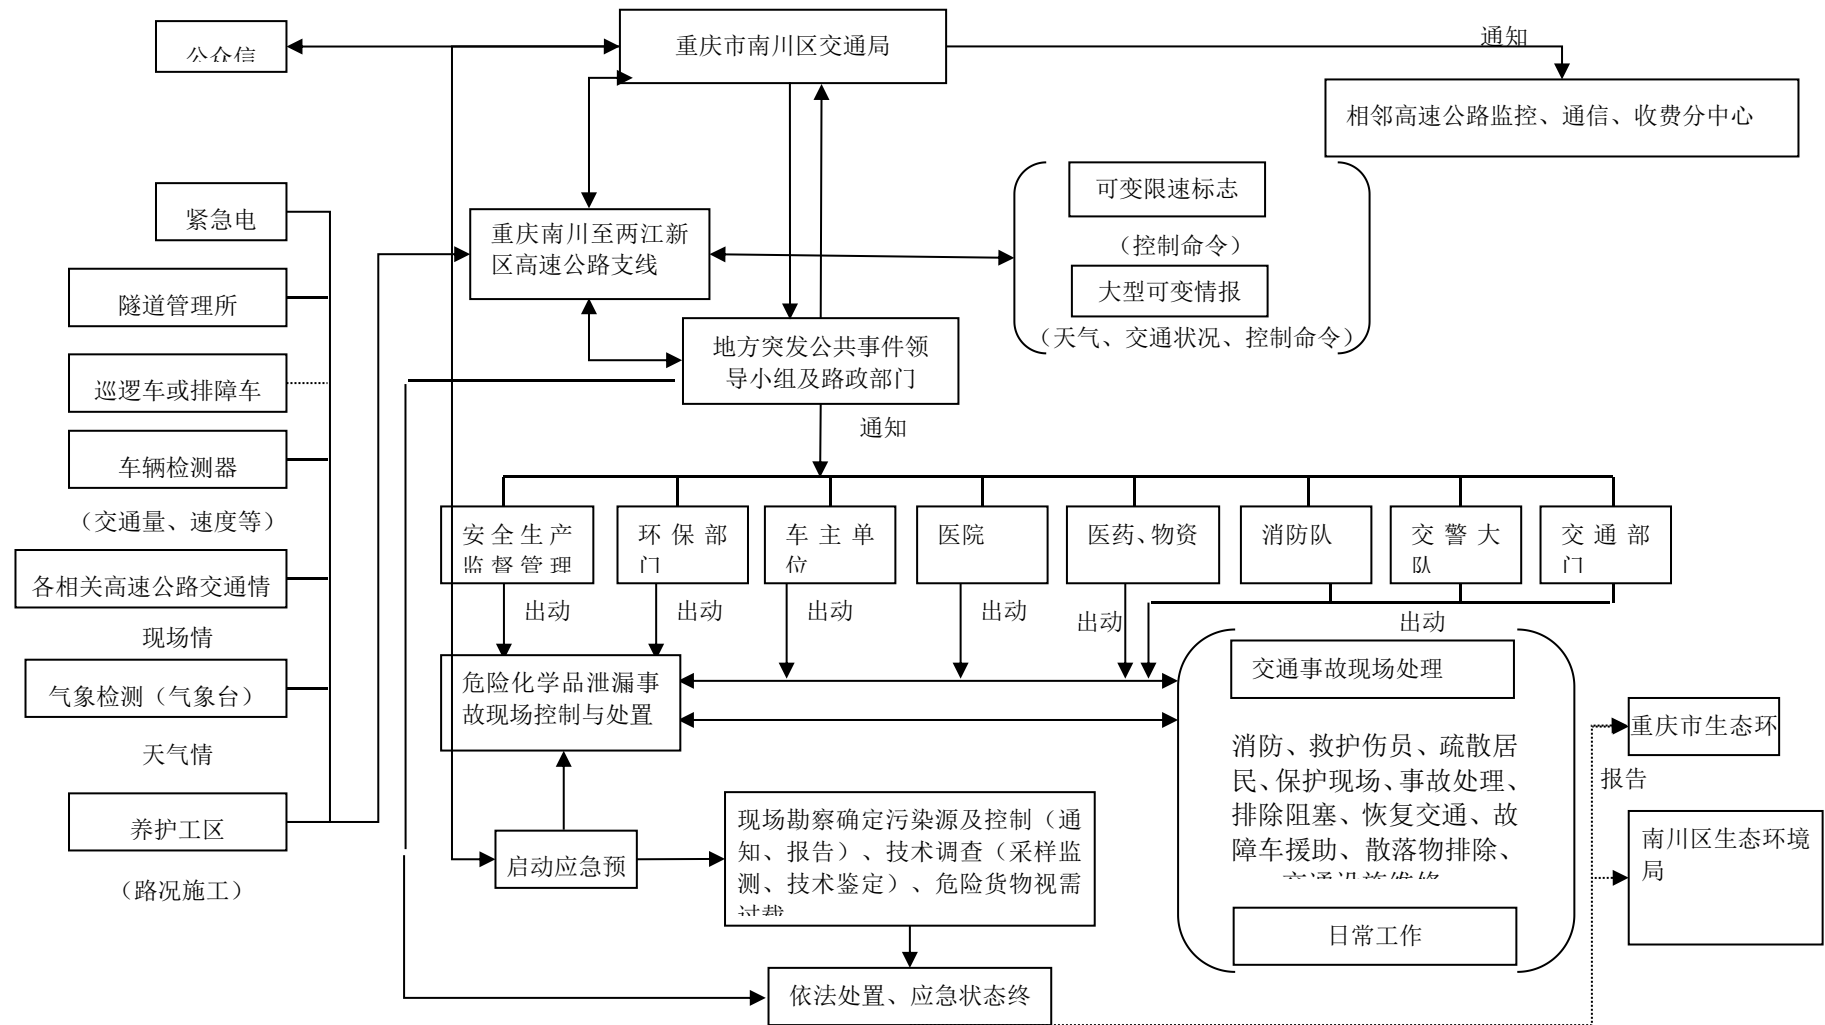 公众信
重庆市南川区交通局
通知
相邻高速公路监控、通信、收费分中心
可变限速标志
（控制命令）
大型可变情报
（天气、交通状况、控制命令）
紧急电
隧道管理所
巡逻车或排障车
车辆检测器
（交通量、速度等）
各相关高速公路交通情
现场情
气象检测（气象台）
天气情
养护工区
（路况施工）
重庆南川至两江新
区高速公路支线
地方突发公共事件领
导小组及路政部门
通知
安全生产
监督管理
环保部
门
车主单
位
医院
医药、物资
消防队
交警大
队
交通部
门
出动
出动
出动
出动
出动
出动
危险化学品泄漏事
故现场控制与处置
交通事故现场处理
消防、救护伤员、疏散居
民、保护现场、事故处理、
排除阻塞、恢复交通、故
障车援助、散落物排除、
交通设施维修
日常工作
重庆市生态环
报告
南川区生态环境
局
启动应急预
现场勘察确定污染源及控制（通
知、报告）、技术调查（采样监
测、技术鉴定）、危险货物视需
过载
依法处置、应急状态终